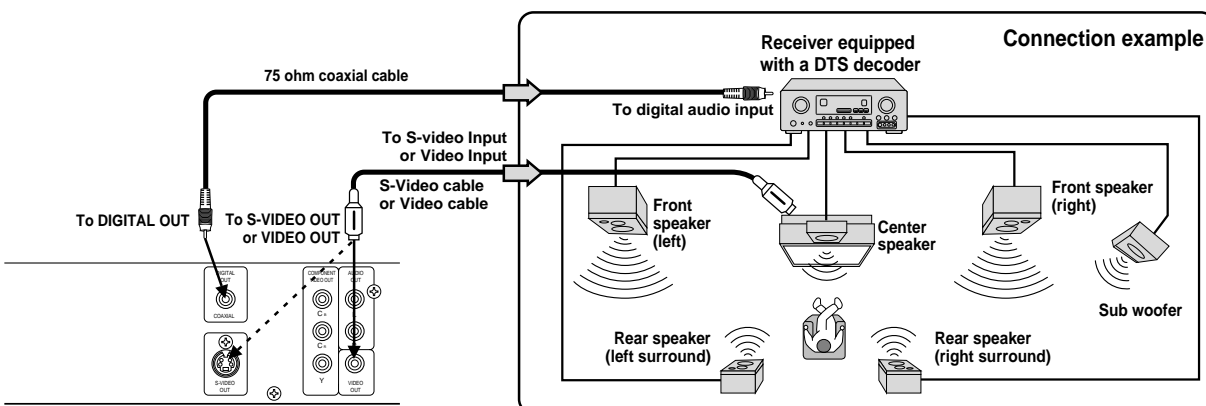 Connection example
Receiver equipped
with a DTS decoder
75 ohm coaxial cable
To digital audio input
To S-video Input
or Video Input
S-Video cable
or Video cable
To DIGITAL OUT
To S-VIDEO OUT
or VIDEO OUT
Front
speaker
(left)
Center
speaker
Front speaker
(right)
Sub woofer
Rear speaker
(left surround)
Rear speaker
(right surround)
DIGITAL
OUT
COAXIAL
S-VIDEO
OUT
COMPONENT
VIDEO OUT
Y
AUDIO
OUT
VIDEO
OUT